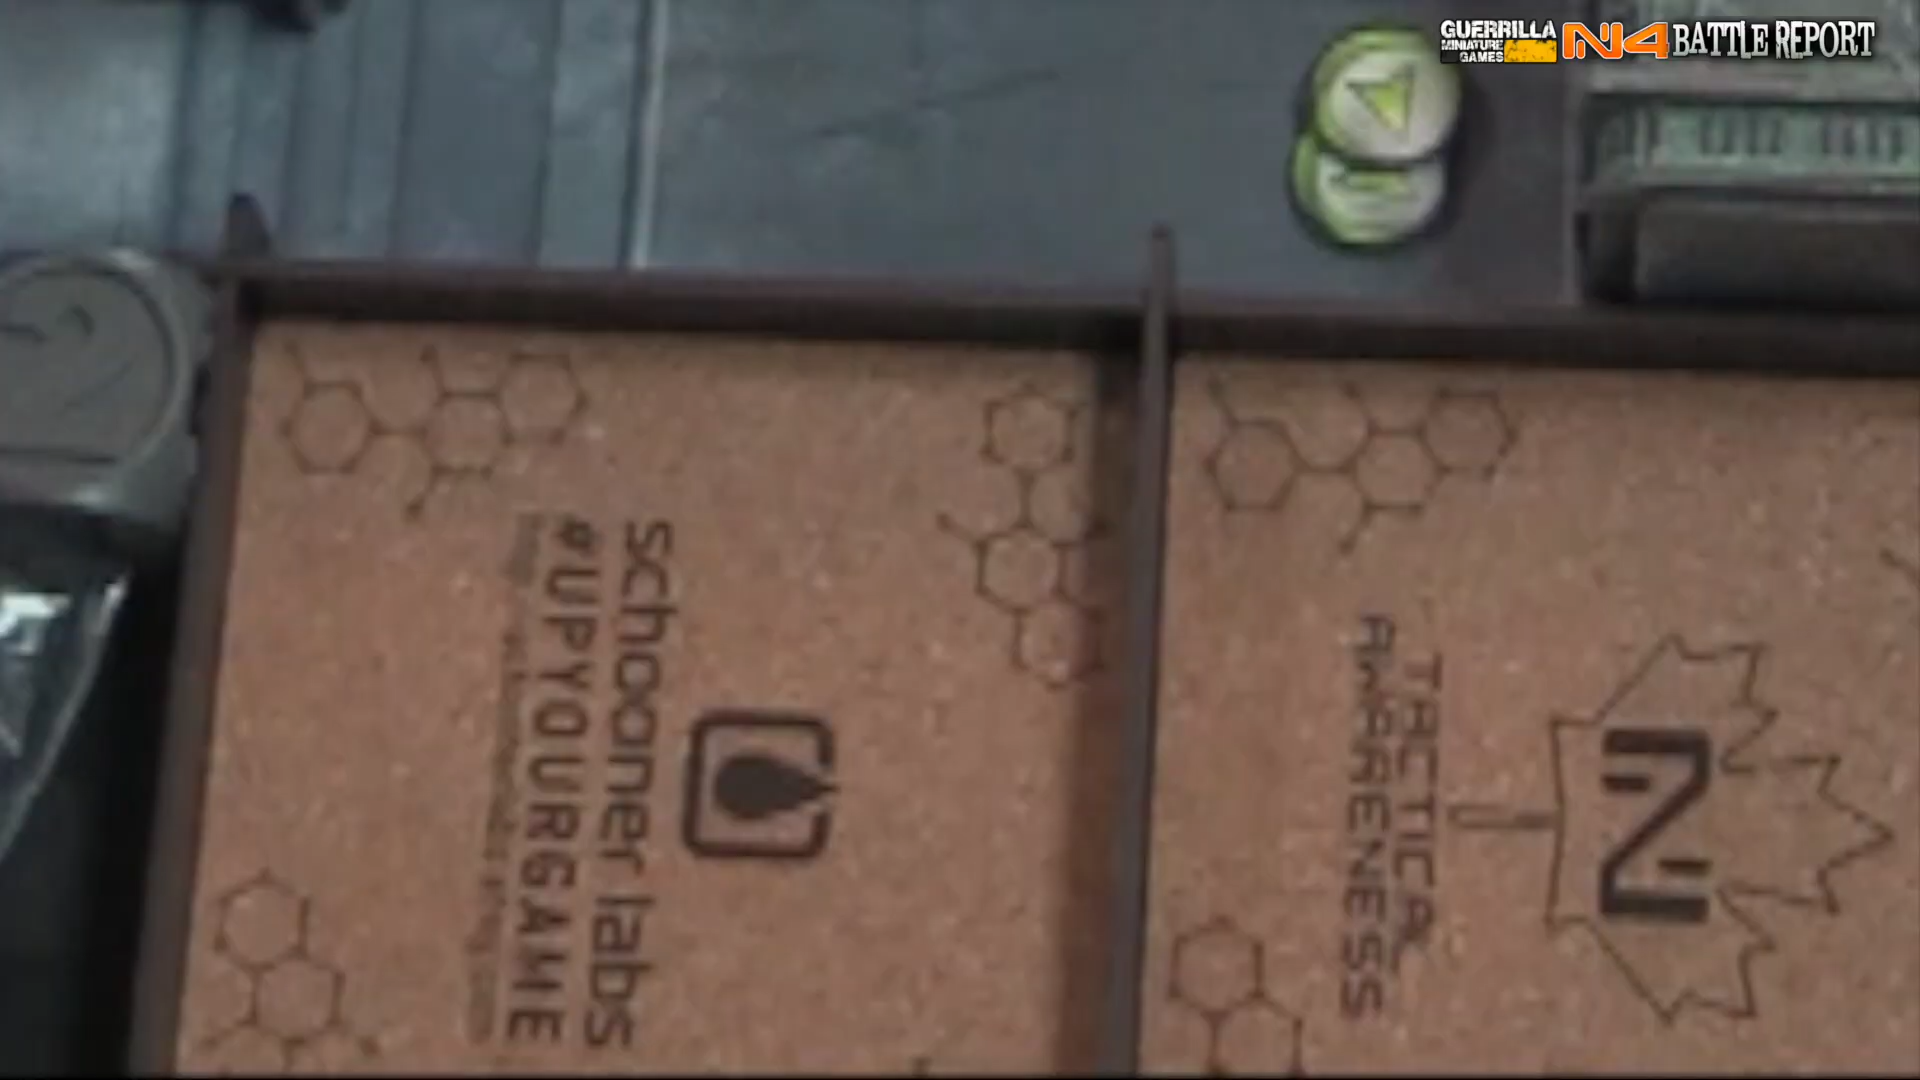 GUERRILLA
MINIATURE
GAMES
N4 BATTLE REPORT
schooner labs
#UPYOURGAME
TACTICAL
AWARENESS
N